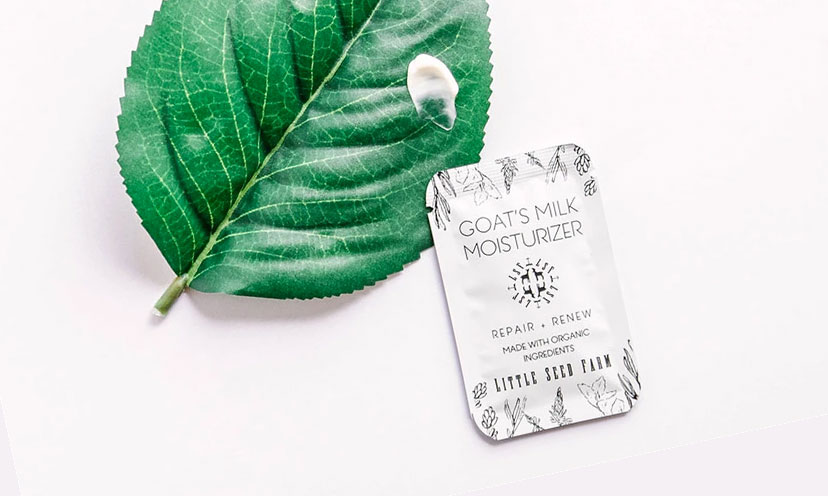 GOAT'S MILK
MOISTURIZER
REPAIR + RENEW
MADE WITH ORGANIC
INGREDIENTS
LITTLE SEED FARM